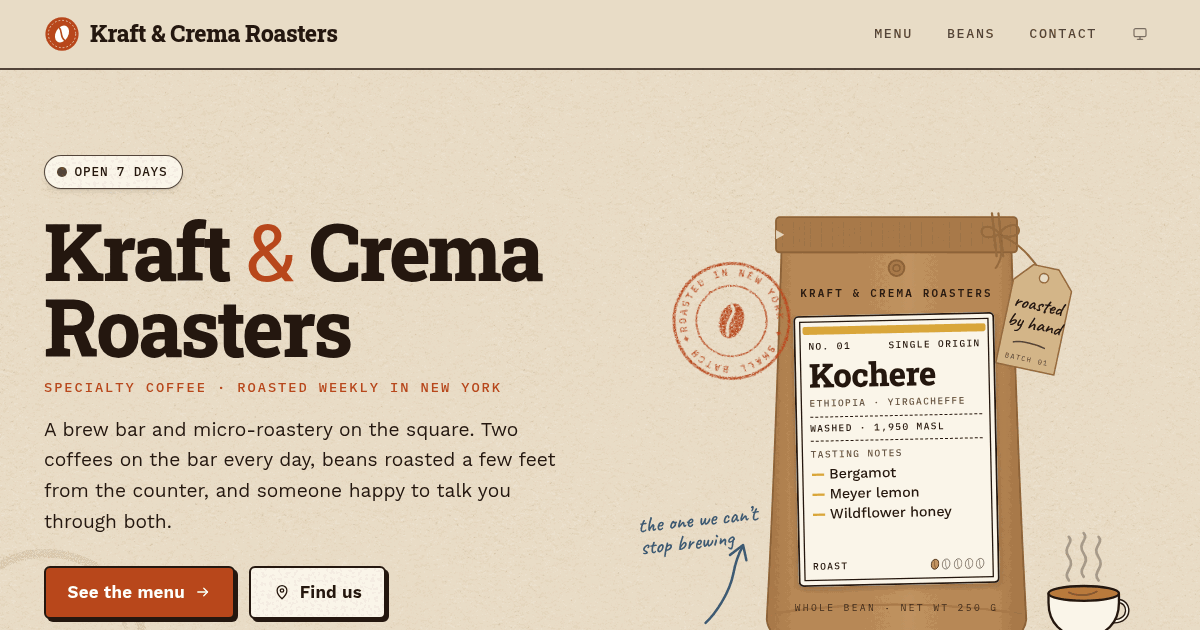 Kraft & Crema Roasters
MENU
BEANS
CONTACT
OPEN 7 DAYS
Kraft & Crema
Roasters
SPECIALTY COFFEE · ROASTED WEEKLY IN NEW YORK
A brew bar and micro-roastery on the square. Two
coffees on the bar every day, beans roasted a few feet
from the counter, and someone happy to talk you
through both.
See the menu →
Find us
ROASTED IN NEW YORK
SMALL BATCH
KRAFT & CREMA ROASTERS
NO. 01
SINGLE ORIGIN
Kochere
ETHIOPIA · YIRGACHEFFE
WASHED · 1,950 MASL
TASTING NOTES
Bergamot
Meyer lemon
Wildflower honey
ROAST
WHOLE BEAN · NET WT 250 G
roasted
by hand
BATCH 01
the one we can't
stop brewing